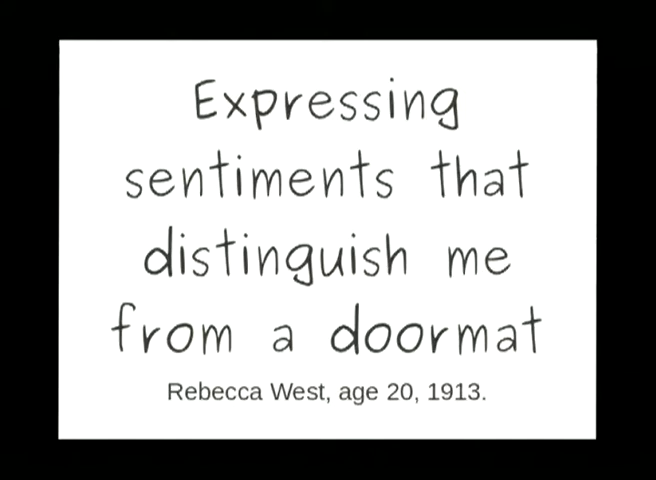 Expressing
sentiments that
distinguish me
from a doormat
Rebecca West, age 20, 1913.